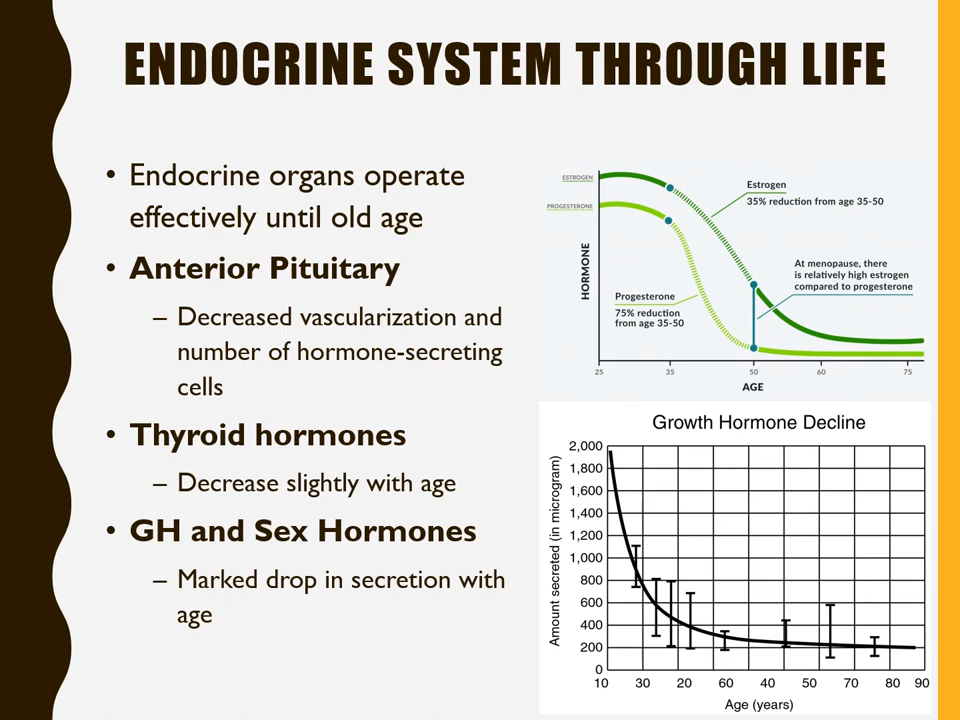 ENDOCRINE SYSTEM THROUGH LIFE
• Endocrine organs operate
effectively until old age
• Anterior Pituitary
– Decreased vascularization and
number of hormone-secreting
cells
• Thyroid hormones
– Decrease slightly with age
• GH and Sex Hormones
– Marked drop in secretion with
age
ESTROGEN
PROGESTERONE
HORMONE
Estrogen
35% reduction from age 35-50
At menopause, there
is relatively high estrogen
compared to progesterone
Progesterone
75% reduction
from age 35-50
25 35 50 60 75
AGE
Growth Hormone Decline
Amount secreted (in microgram)
2,000
1,800
1,600
1,400
1,200
1,000
800
600
400
200
0
10 30 20 60 40 50 70 80 90
Age (years)